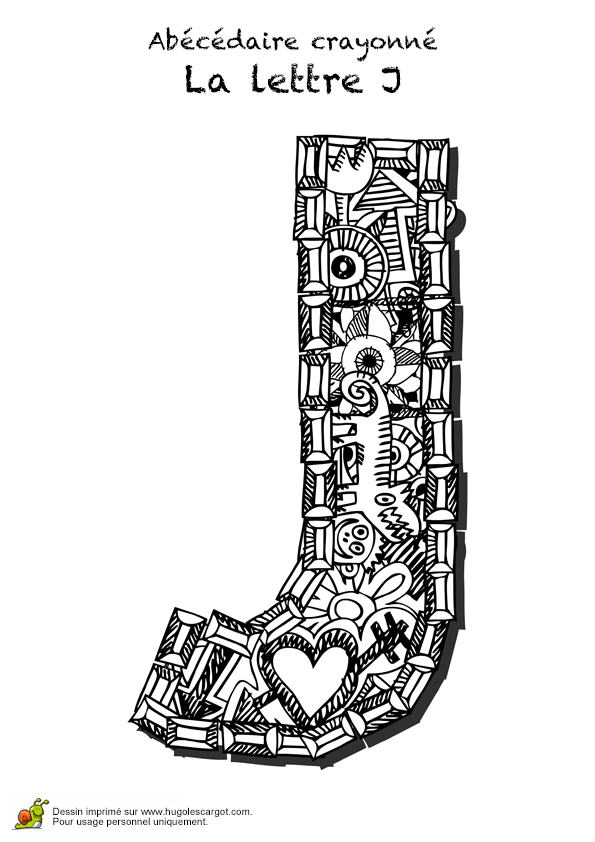 Abécédaire crayonné
La lettre J
Dessin imprimé sur www.hugolescargot.com.
Pour usage personnel uniquement.